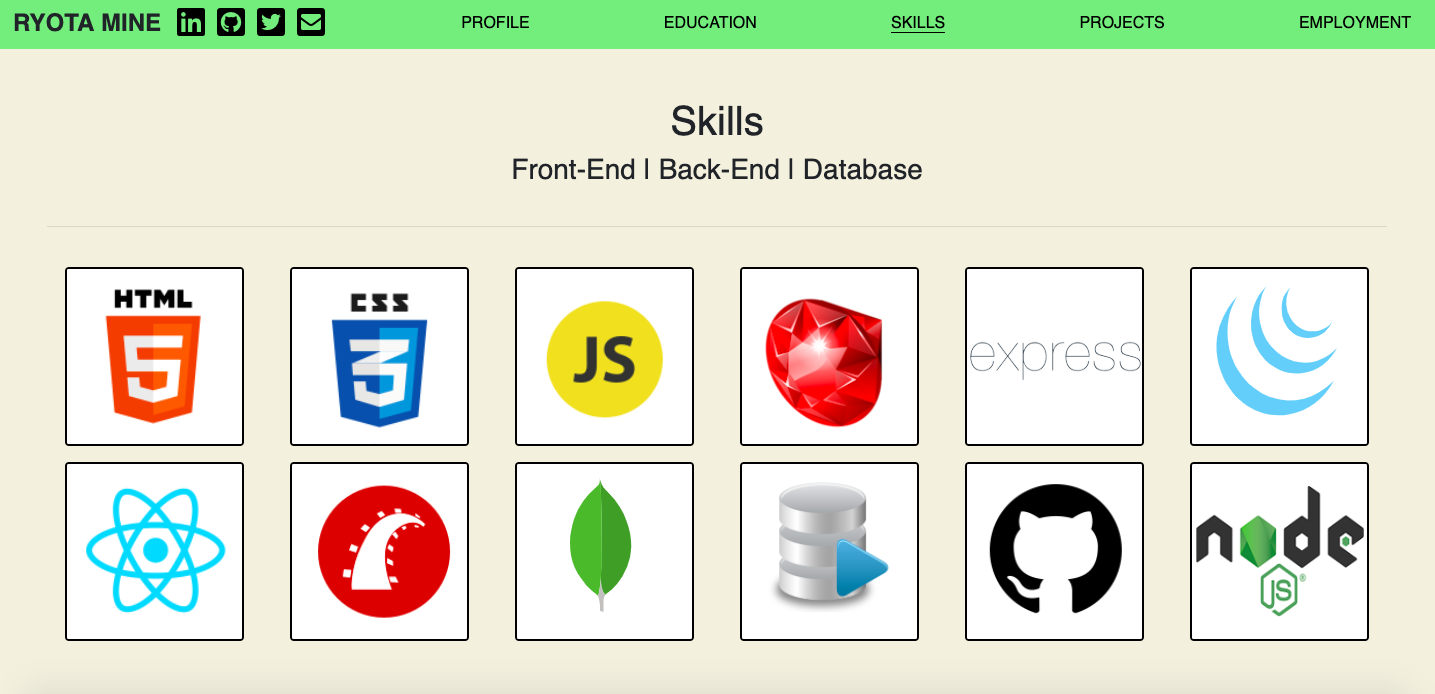 RYOTA MINE PROFILE EDUCATION SKILLS PROJECTS EMPLOYMENT
Skills
Front-End | Back-End | Database
HTML
5
CSS
3
JS
express
node
JS